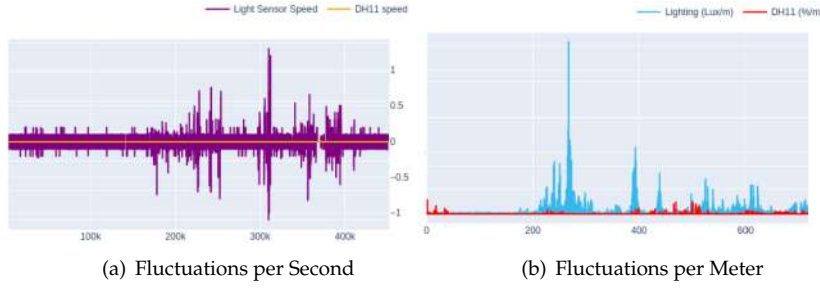 Light Sensor Speed DH11 speed
1
0.5
0
−0.5
−1
100k 200k 300k 400k
(a) Fluctuations per Second
Lighting (Lux/m) DH11 (%/m
0 200 400 600
(b) Fluctuations per Meter